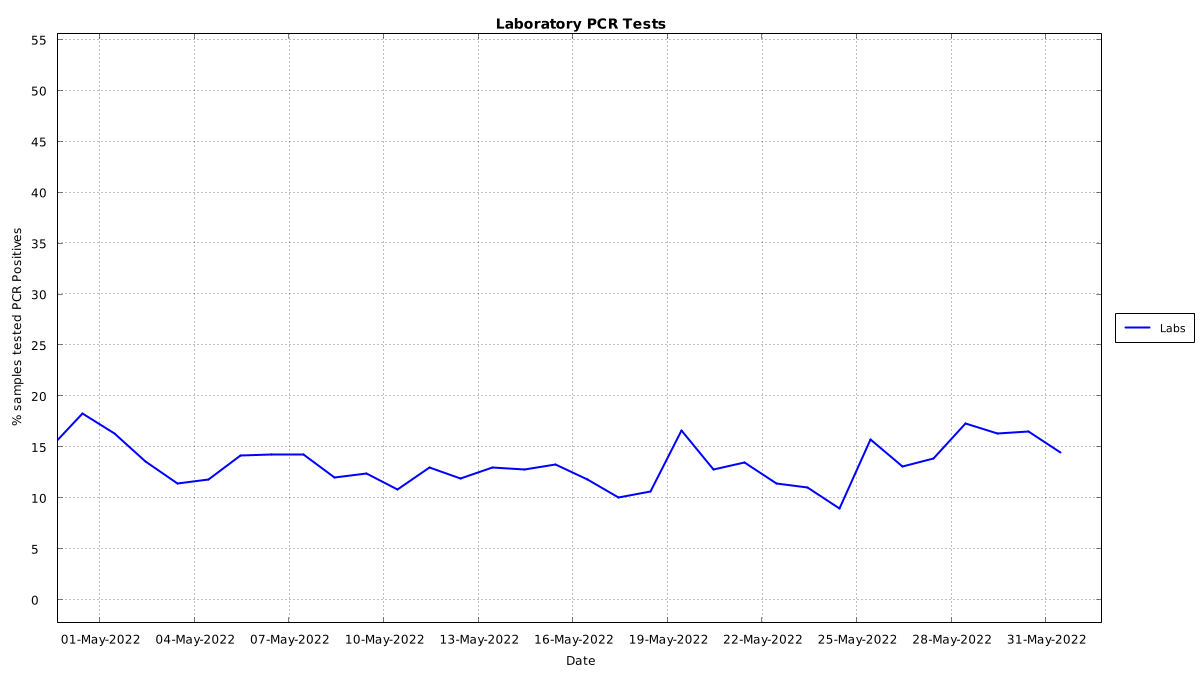 Laboratory PCR Tests
55
50
45
40
35
30
25
20
15
10
5
0
% samples tested PCR Positives
Labs
01-May-2022 04-May-2022 07-May-2022 10-May-2022 13-May-2022 16-May-2022 19-May-2022 22-May-2022 25-May-2022 28-May-2022 31-May-2022
Date